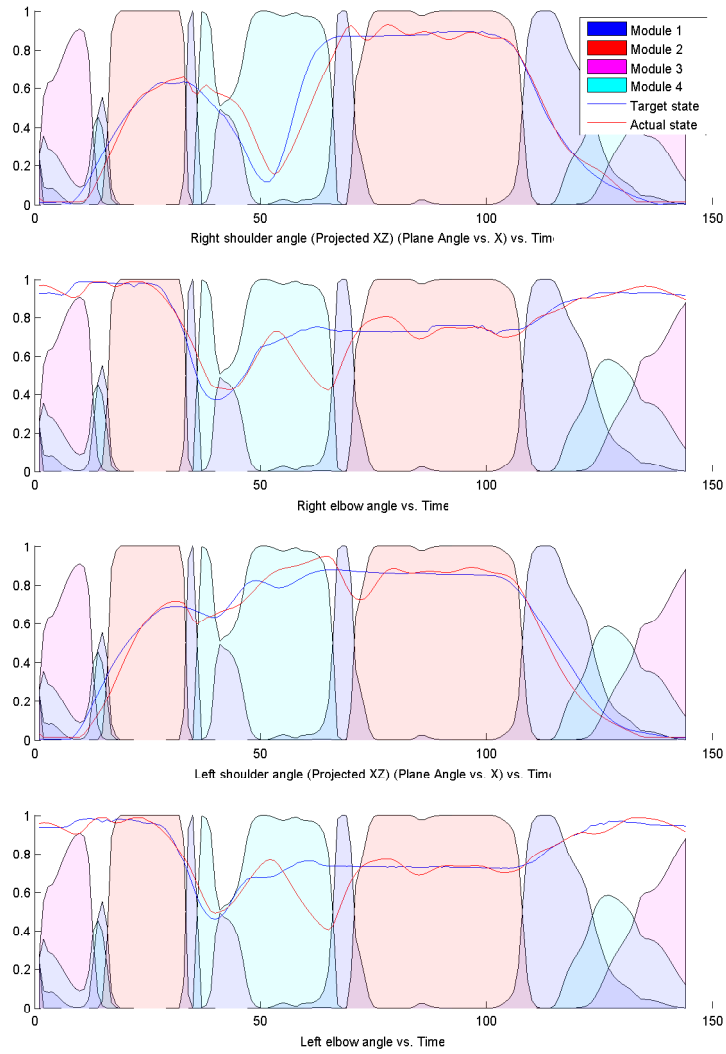 1
0.8
0.6
0.4
0.2
0
0 50 100 150
Module 1
Module 2
Module 3
Module 4
Target state
Actual state
Right shoulder angle (Projected XZ) (Plane Angle vs. X) vs. Time
1
0.8
0.6
0.4
0.2
0
0 50 100 150
Right elbow angle vs. Time
1
0.8
0.6
0.4
0.2
0
0 50 100 150
Left shoulder angle (Projected XZ) (Plane Angle vs. X) vs. Time
1
0.8
0.6
0.4
0.2
0
0 50 100 150
Left elbow angle vs. Time